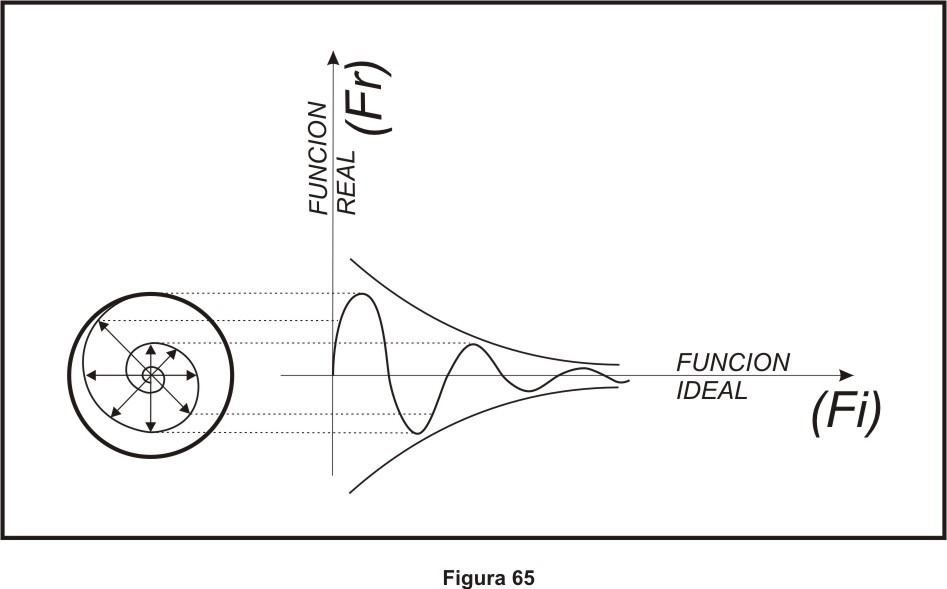 FUNCION
REAL
(Fr)
FUNCION
IDEAL
(Fi)
Figura 65